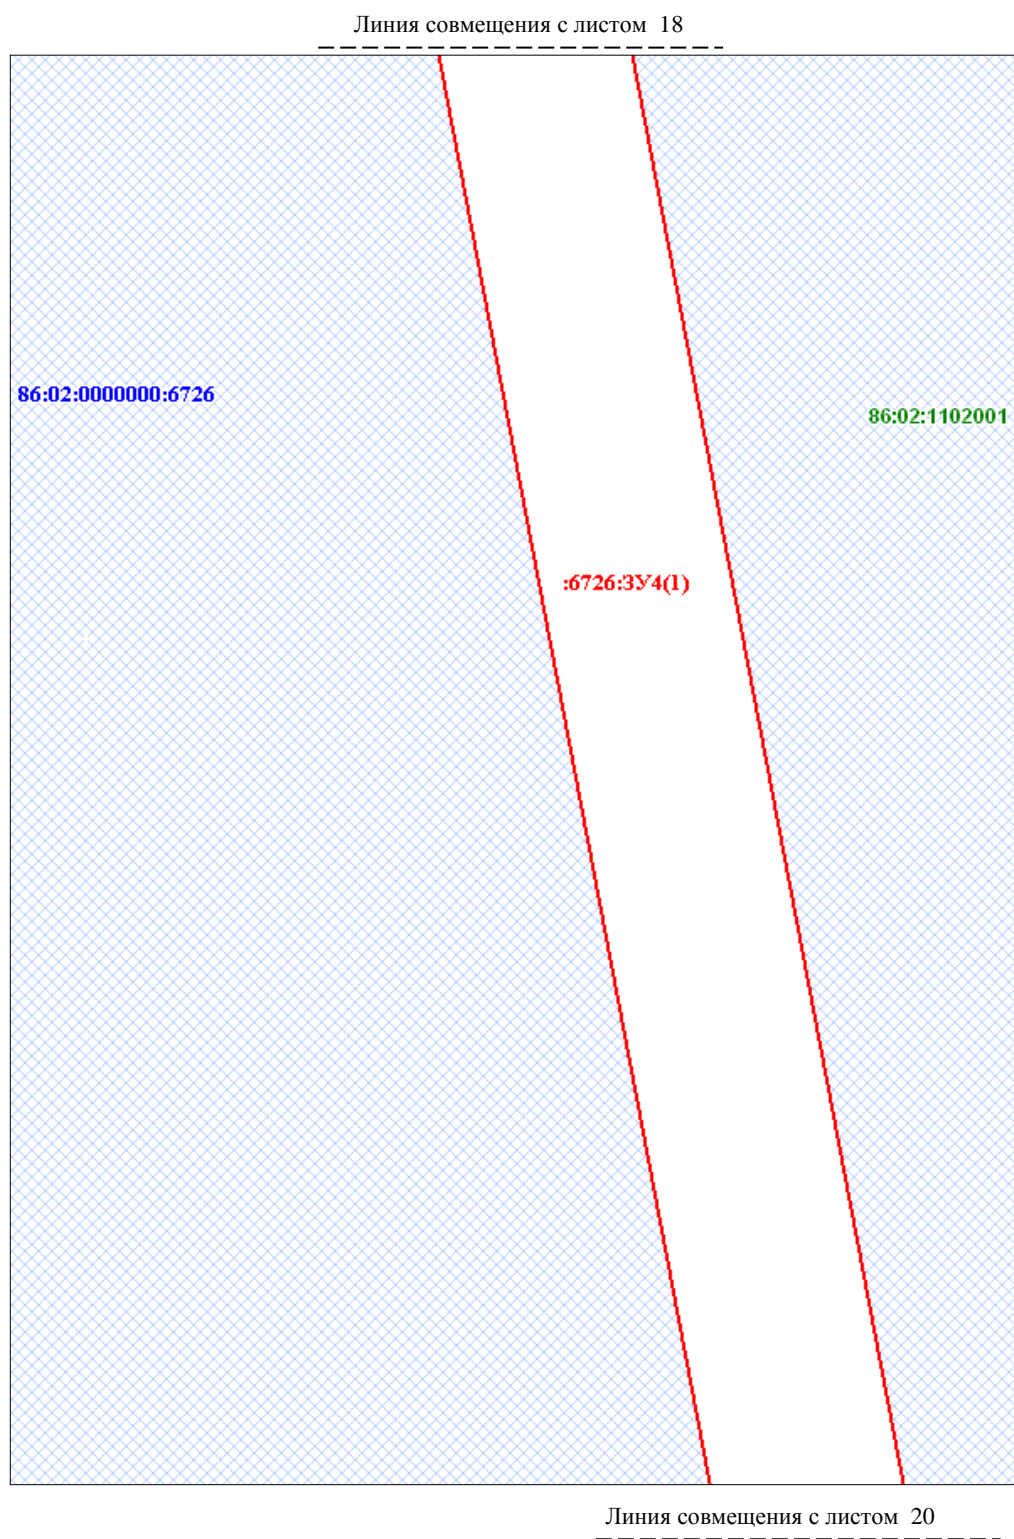 Линия совмещения с листом 18
86:02:0000000:6726
86:02:1102001
:6726:ЗУ4(1)
Линия совмещения с листом 20